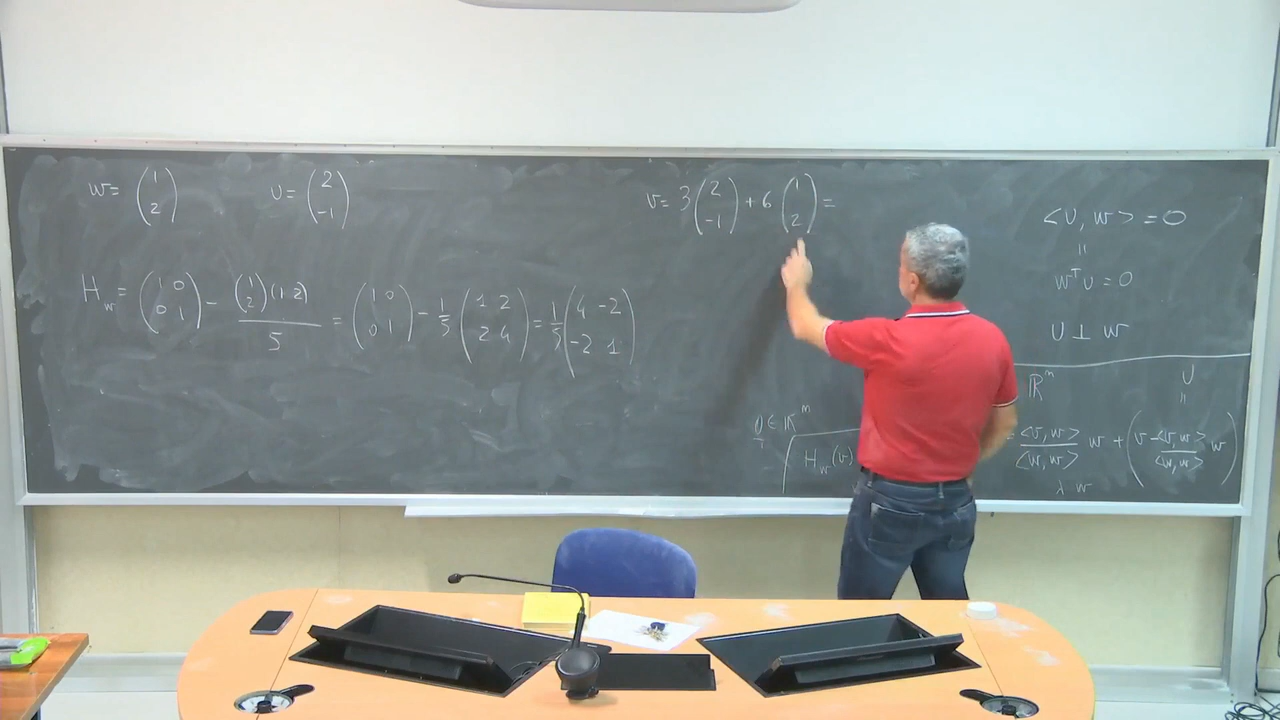 w = (1 2)
u = (2 -1)
H_w = (1 0 0 1) - (1 2)(1 2) / 5 = (1 0 0 1) - 1/5 (1 2 2 4) = 1/5 (4 -2 -2 1)
v = 3 (2 -1) + 6 (1 2) =
<u, w> = 0
=
w^T u = 0
u ⊥ w
ℝ^m
u
=
∈ ℝ^m
H_w(v)
= <v, w> / <w, w> w + (v - <v, w> / <w, w> w)
λ w